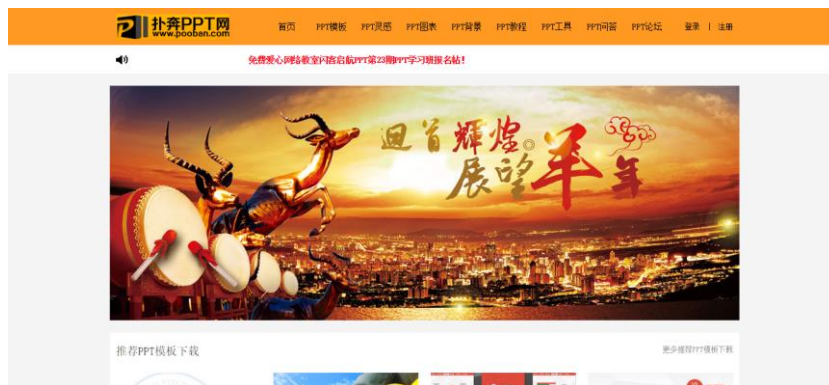 扑奔PPT网
www.pooban.com
首页 PPT模板 PPT灵感 PPT图表 PPT背景 PPT教程 PPT工具 PPT问答 PPT论坛 登录 | 注册
免费爱心网络教室闪客启航PPT第23期PPT学习班报名帖!
迴首輝煌。
展望羊年
推荐PPT模板下载 更多推荐PPT模板下载